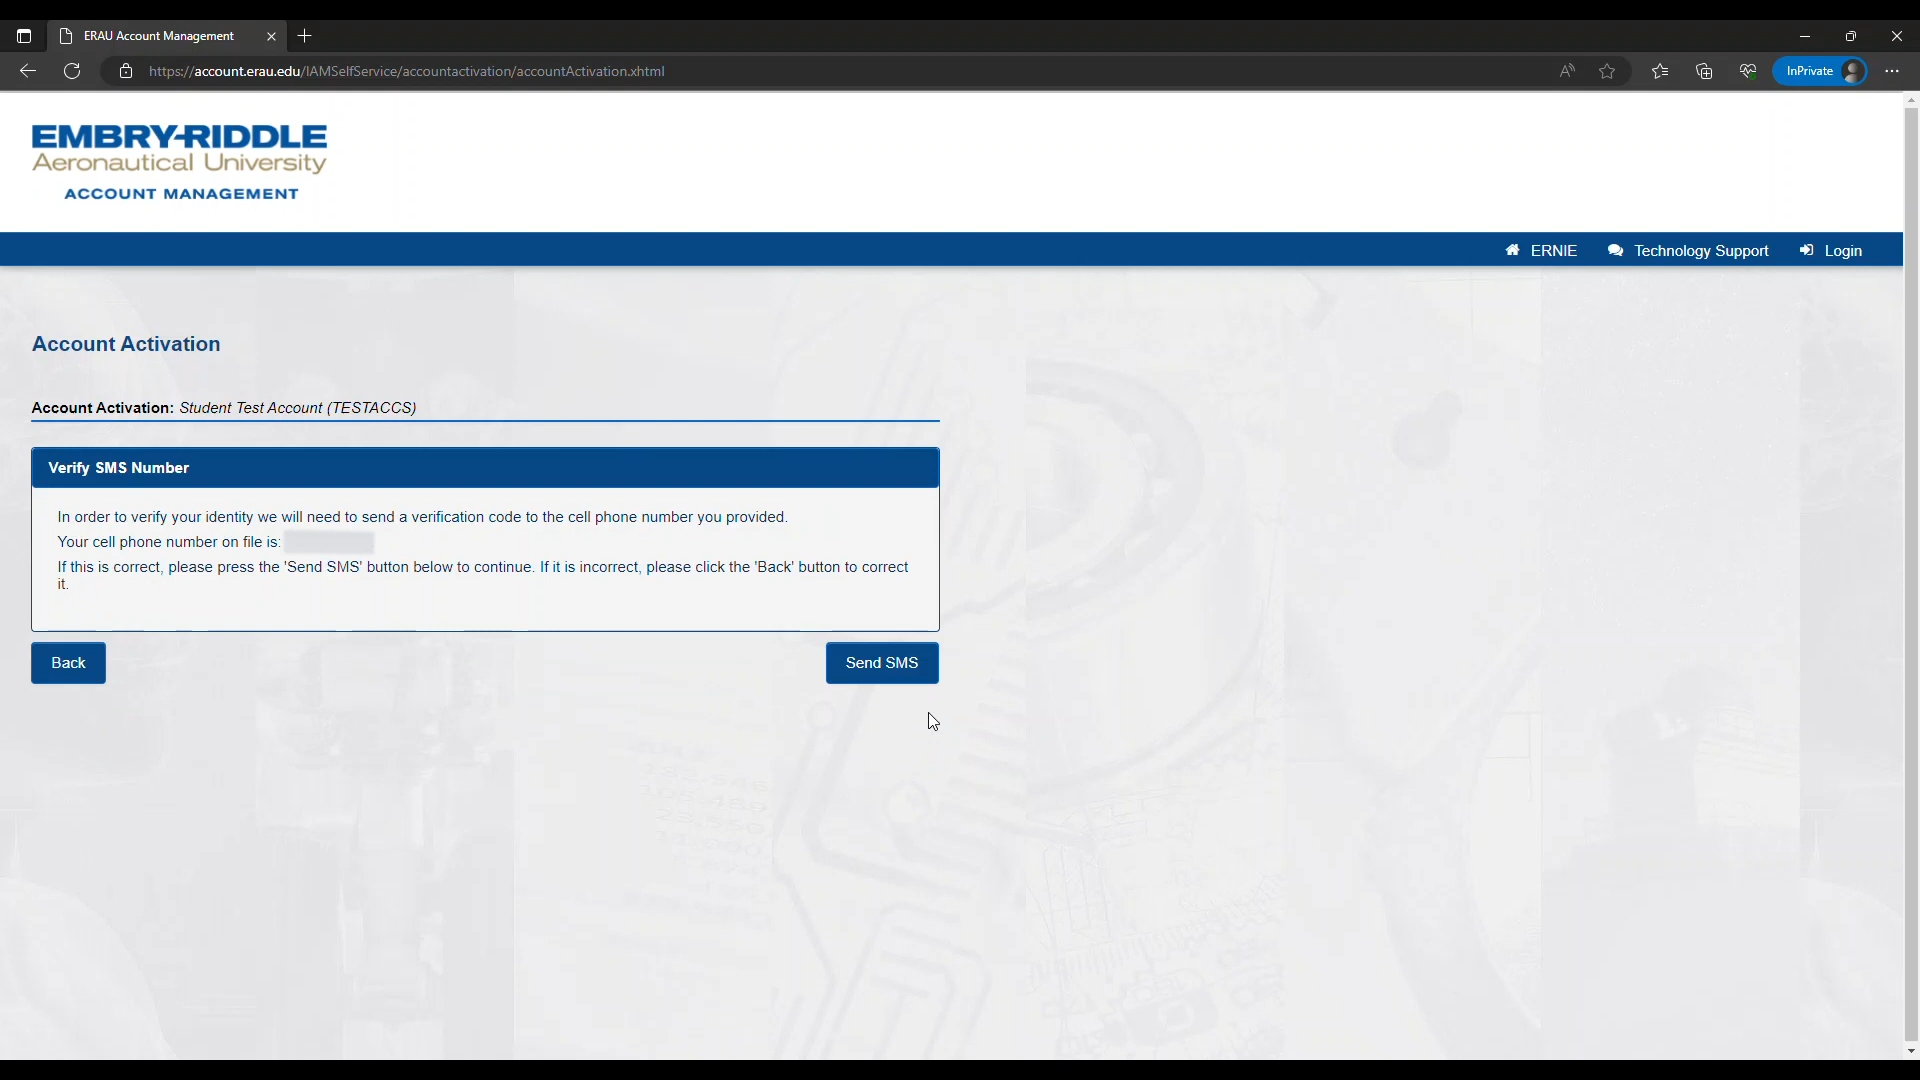 ERAU Account Management
https://account.erau.edu/IAMSelfService/accountactivation/accountActivation.xhtml
InPrivate
EMBRY-RIDDLE
Aeronautical University
ACCOUNT MANAGEMENT
ERNIE
Technology Support
Login
Account Activation
Account Activation: Student Test Account (TESTACCS)
Verify SMS Number
In order to verify your identity we will need to send a verification code to the cell phone number you provided.
Your cell phone number on file is:
If this is correct, please press the 'Send SMS' button below to continue. If it is incorrect, please click the 'Back' button to correct
it.
Back
Send SMS